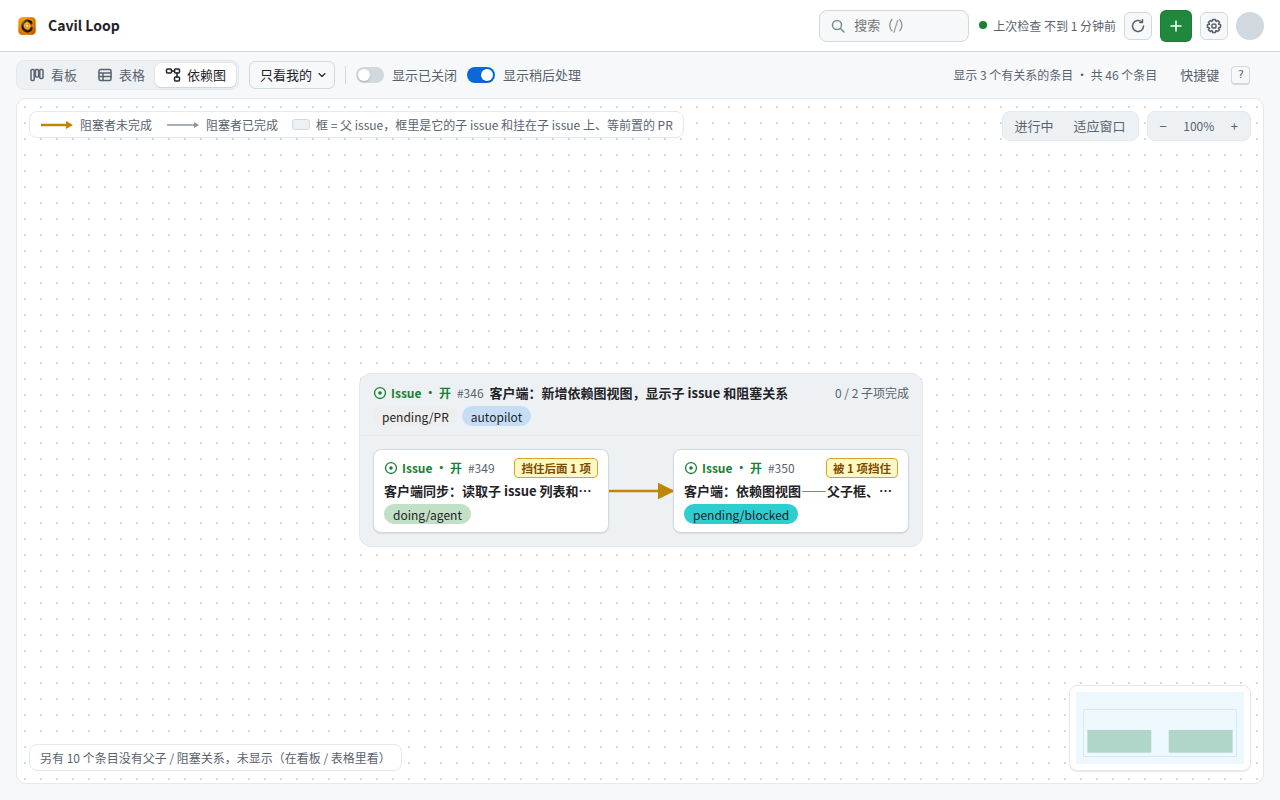 Cavil Loop
搜索（/）
上次检查 不到 1 分钟前
看板
表格
依赖图
只看我的
显示已关闭
显示稍后处理
显示 3 个有关系的条目 · 共 46 个条目
快捷键
?
阻塞者未完成
阻塞者已完成
框 = 父 issue，框里是它的子 issue 和挂在子 issue 上、等前置的 PR
进行中
适应窗口
− 100% +
Issue · 开 #346 客户端：新增依赖图视图，显示子 issue 和阻塞关系
0 / 2 子项完成
pending/PR
autopilot
Issue · 开 #349
挡住后面 1 项
客户端同步：读取子 issue 列表和…
doing/agent
Issue · 开 #350
被 1 项挡住
客户端：依赖图视图——父子框、…
pending/blocked
另有 10 个条目没有父子 / 阻塞关系，未显示（在看板 / 表格里看）